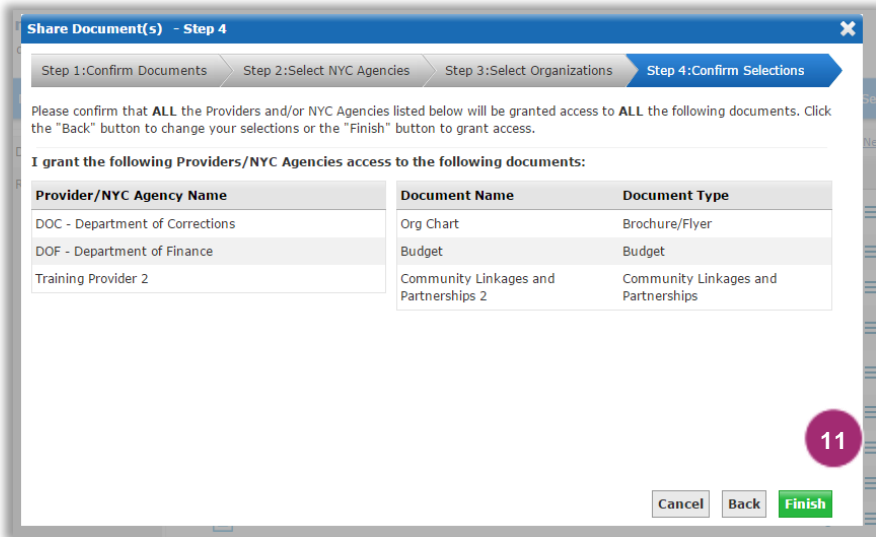 Share Document(s) - Step 4
Step 1:Confirm Documents
Step 2:Select NYC Agencies
Step 3:Select Organizations
Step 4:Confirm Selections
Please confirm that ALL the Providers and/or NYC Agencies listed below will be granted access to ALL the following documents. Click
the "Back" button to change your selections or the "Finish" button to grant access.
I grant the following Providers/NYC Agencies access to the following documents:
Provider/NYC Agency Name
DOC - Department of Corrections
DOF - Department of Finance
Training Provider 2
Document Name Document Type
Org Chart Brochure/Flyer
Budget Budget
Community Linkages and Community Linkages and
Partnerships 2 Partnerships
11
Cancel Back Finish